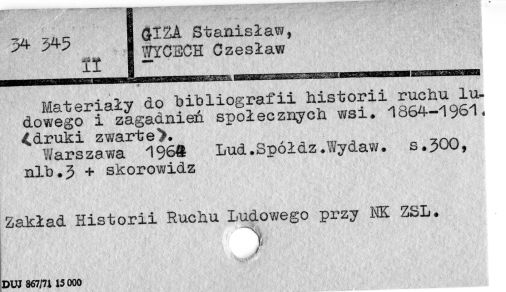 34 345
II
GIZA Stanisław,
WYCECH Czesław
Materiały do bibliografii historii ruchu lu-
dowego i zagadnień społecznych wsi. 1864-1961.
<druki zwarte>.
Warszawa 1964 Lud.Spółdz.Wydaw. s.300,
nlb.3 + skorowidz
Zakład Historii Ruchu Ludowego przy NK ZSL.
DUJ 867/71 15 000